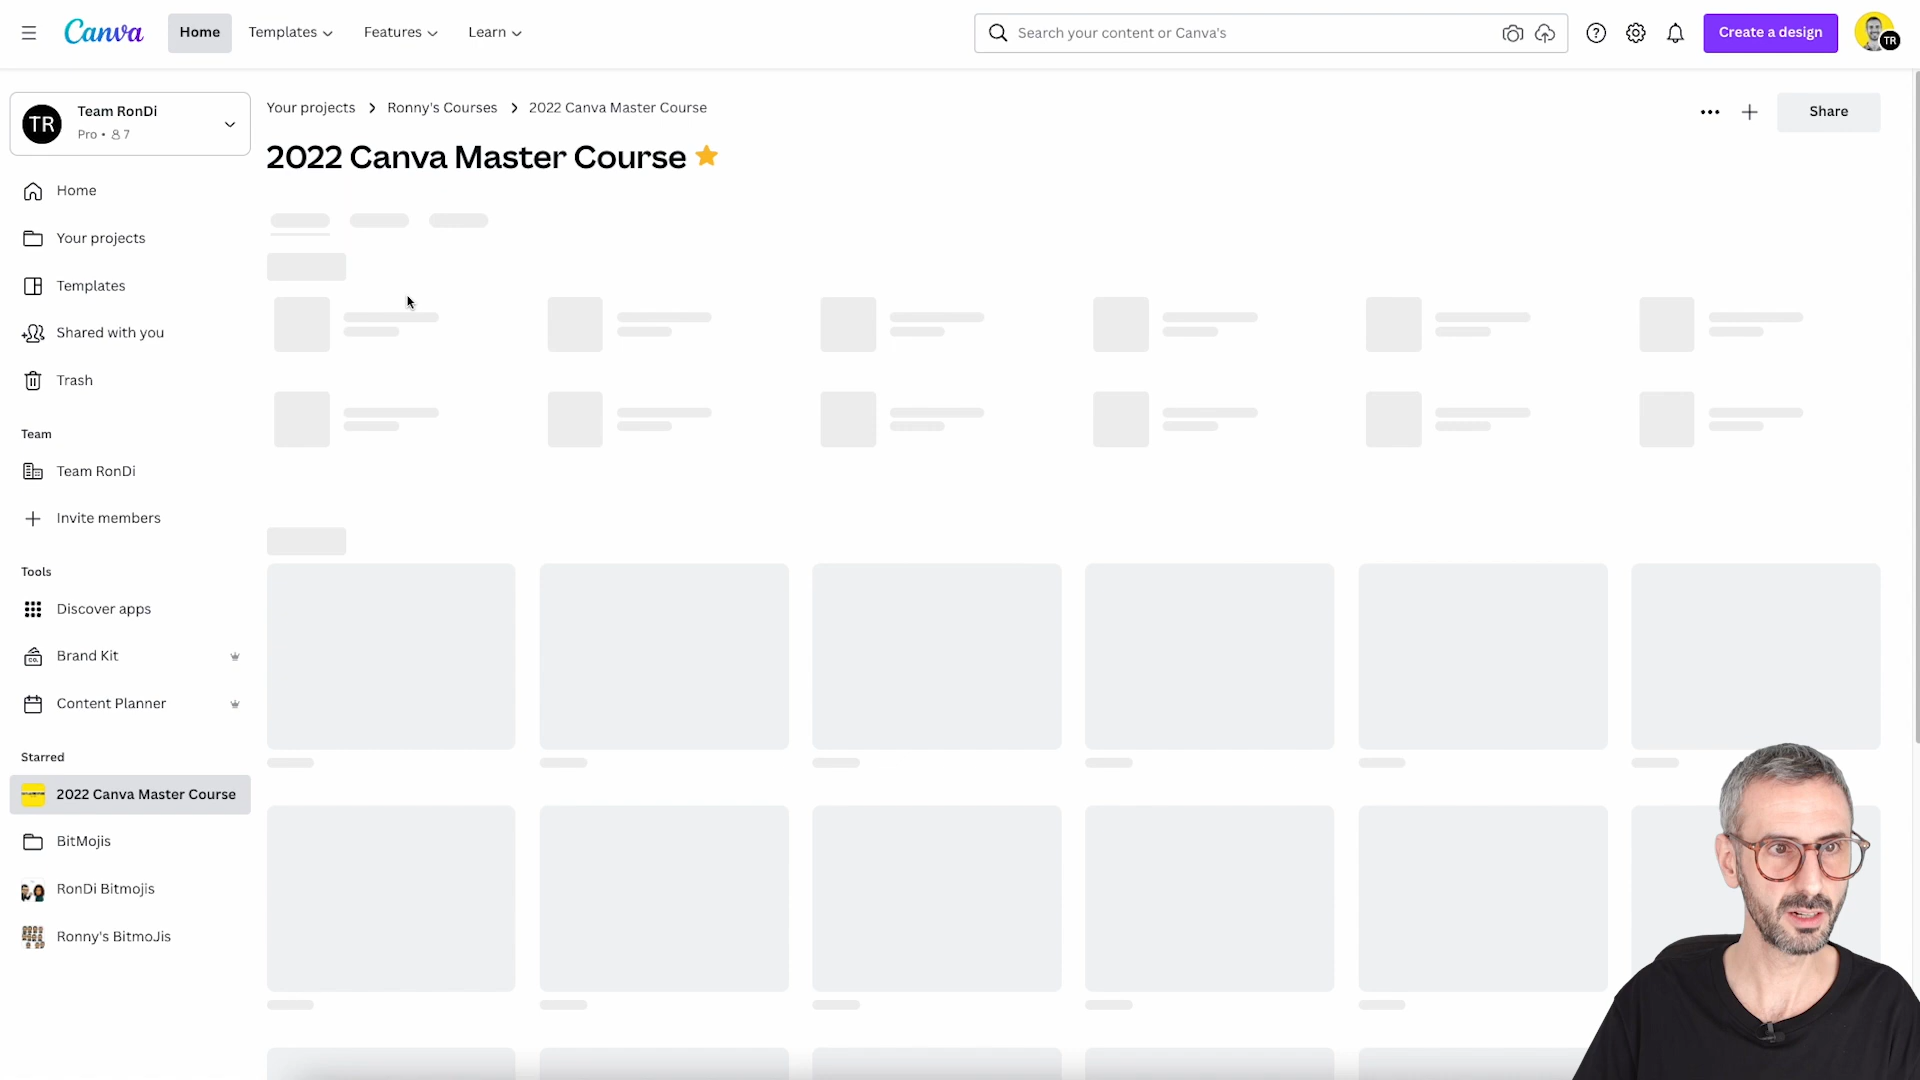 Canva
Home
Templates
Features
Learn
Search your content or Canva's
Create a design
TR
TR
Team RonDi
Pro • 7
Your projects
Ronny's Courses
2022 Canva Master Course
Share
2022 Canva Master Course
Home
Your projects
Templates
Shared with you
Trash
Team
Team RonDi
Invite members
Tools
Discover apps
CO.
Brand Kit
Content Planner
Starred
2022 Canva Master Course
BitMojis
RonDi Bitmojis
Ronny's BitmoJis